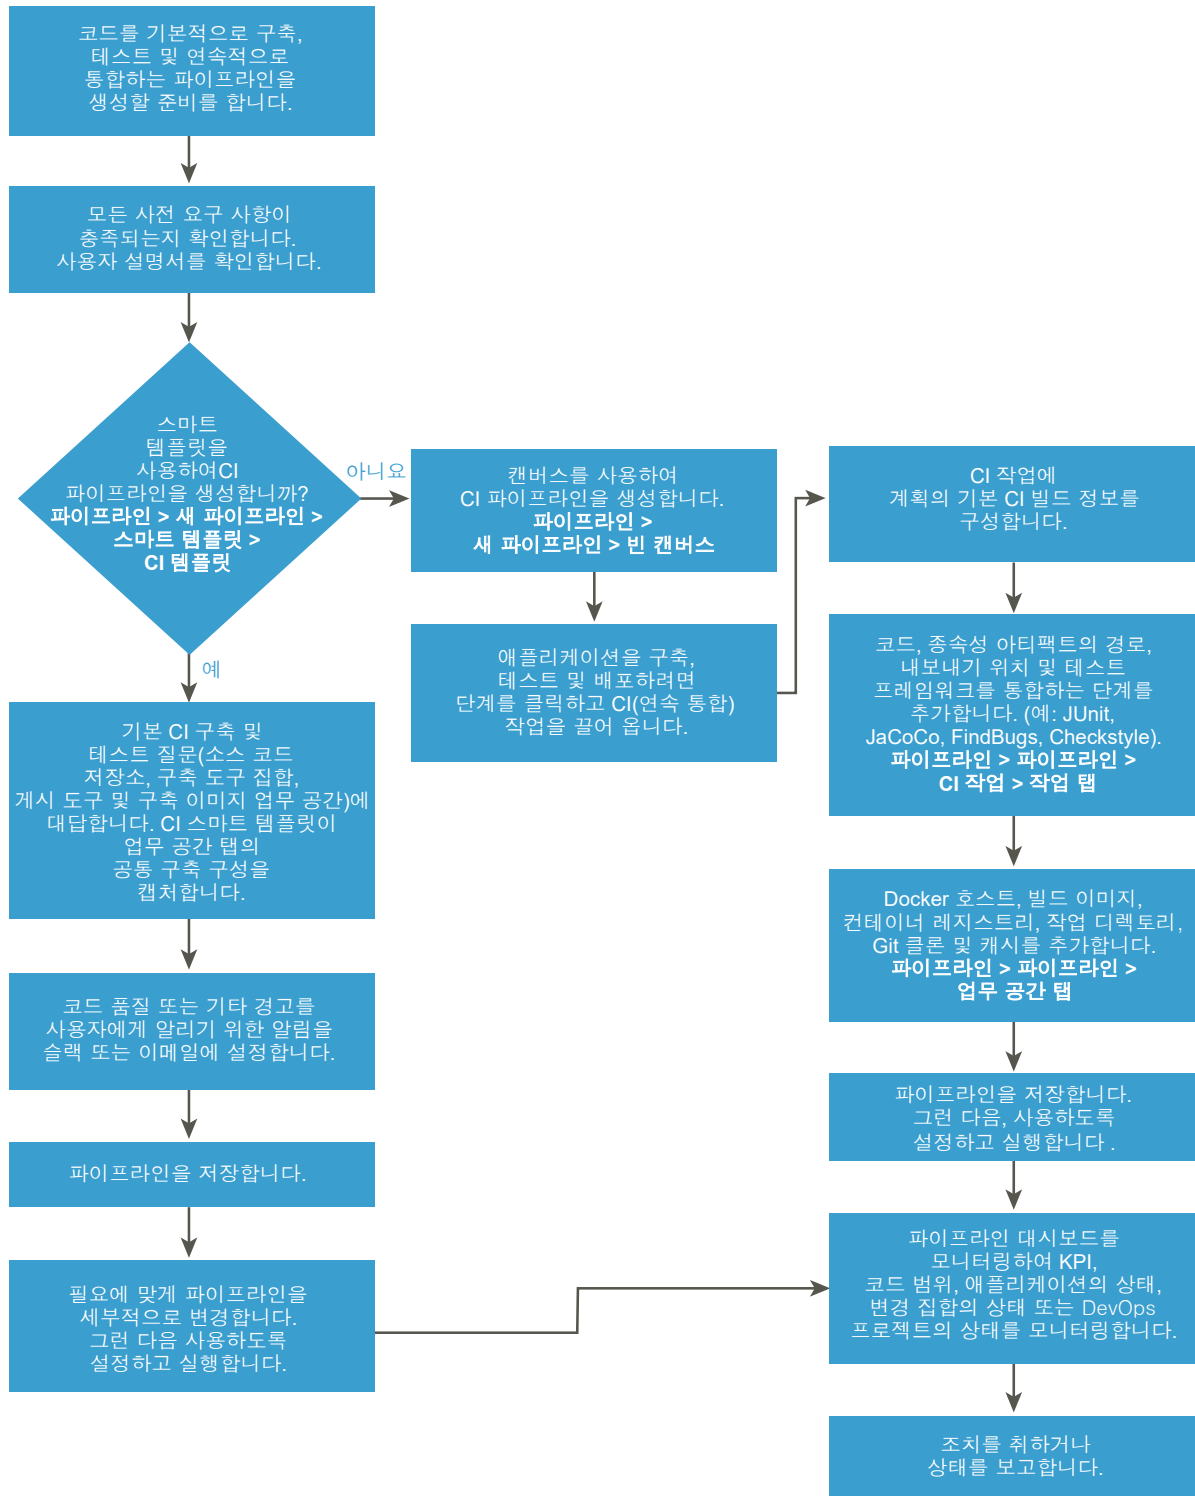 코드를 기본적으로 구축,
테스트 및 연속적으로
통합하는 파이프라인을
생성할 준비를 합니다.
모든 사전 요구 사항이
충족되는지 확인합니다.
사용자 설명서를 확인합니다.
스마트
템플릿을
사용하여CI
파이프라인을 생성합니까?
파이프라인 > 새 파이프라인 >
스마트 템플릿 >
CI 템플릿
아니요
예
기본 CI 구축 및
테스트 질문(소스 코드
저장소, 구축 도구 집합,
게시 도구 및 구축 이미지 업무 공간)에
대답합니다. CI 스마트 템플릿이
업무 공간 탭의
공통 구축 구성을
캡처합니다.
코드 품질 또는 기타 경고를
사용자에게 알리기 위한 알림을
슬랙 또는 이메일에 설정합니다.
파이프라인을 저장합니다.
필요에 맞게 파이프라인을
세부적으로 변경합니다.
그런 다음 사용하도록
설정하고 실행합니다.
캔버스를 사용하여
CI 파이프라인을 생성합니다.
파이프라인 >
새 파이프라인 > 빈 캔버스
애플리케이션을 구축,
테스트 및 배포하려면
단계를 클릭하고 CI(연속 통합)
작업을 끌어 옵니다.
CI 작업에
계획의 기본 CI 빌드 정보를
구성합니다.
코드, 종속성 아티팩트의 경로,
내보내기 위치 및 테스트
프레임워크를 통합하는 단계를
추가합니다. (예: JUnit,
JaCoCo, FindBugs, Checkstyle).
파이프라인 > 파이프라인 >
CI 작업 > 작업 탭
Docker 호스트, 빌드 이미지,
컨테이너 레지스트리, 작업 디렉토리,
Git 클론 및 캐시를 추가합니다.
파이프라인 > 파이프라인 >
업무 공간 탭
파이프라인을 저장합니다.
그런 다음, 사용하도록
설정하고 실행합니다 .
파이프라인 대시보드를
모니터링하여 KPI,
코드 범위, 애플리케이션의 상태,
변경 집합의 상태 또는 DevOps
프로젝트의 상태를 모니터링합니다.
조치를 취하거나
상태를 보고합니다.